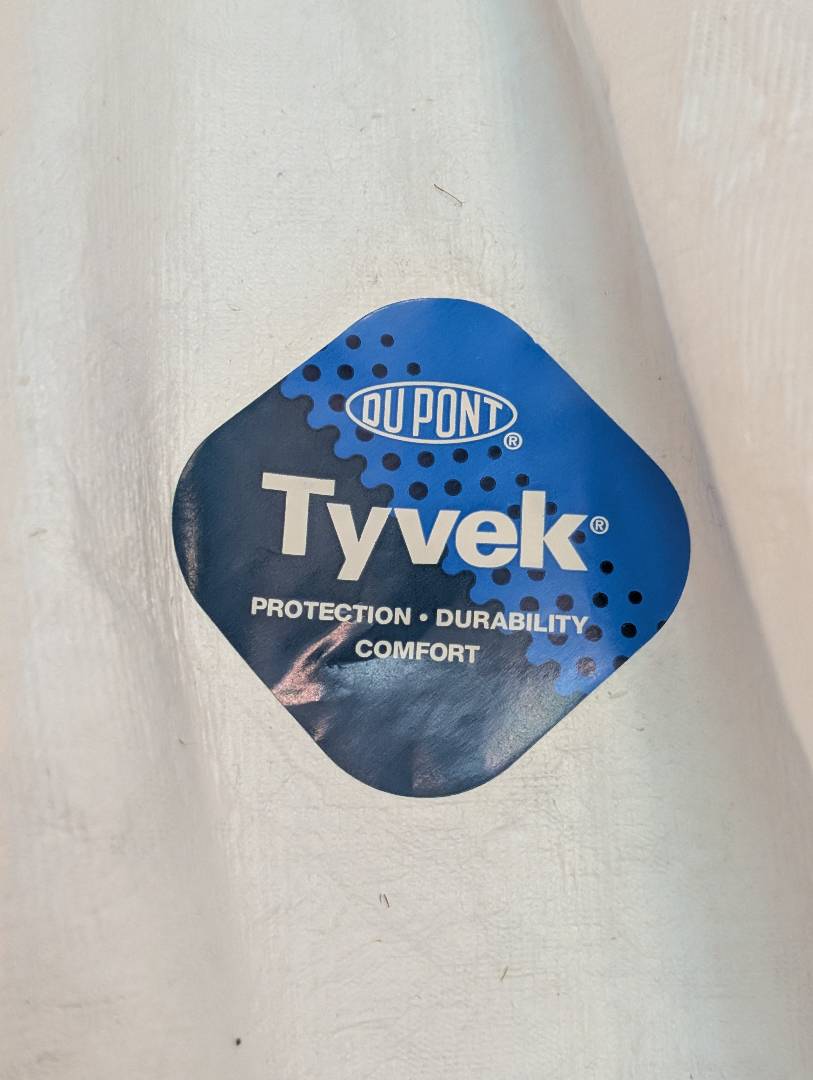 DU PONT®
Tyvek®
PROTECTION • DURABILITY
COMFORT